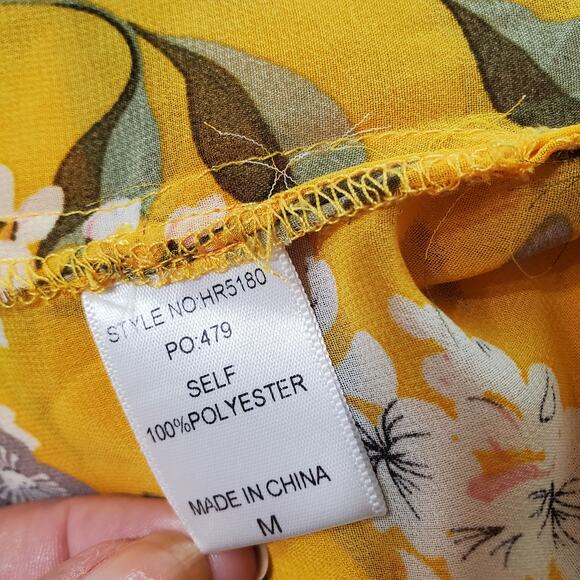 STYLE NO:HR5180
PO:479
SELF
100%POLYESTER
MADE IN CHINA
M